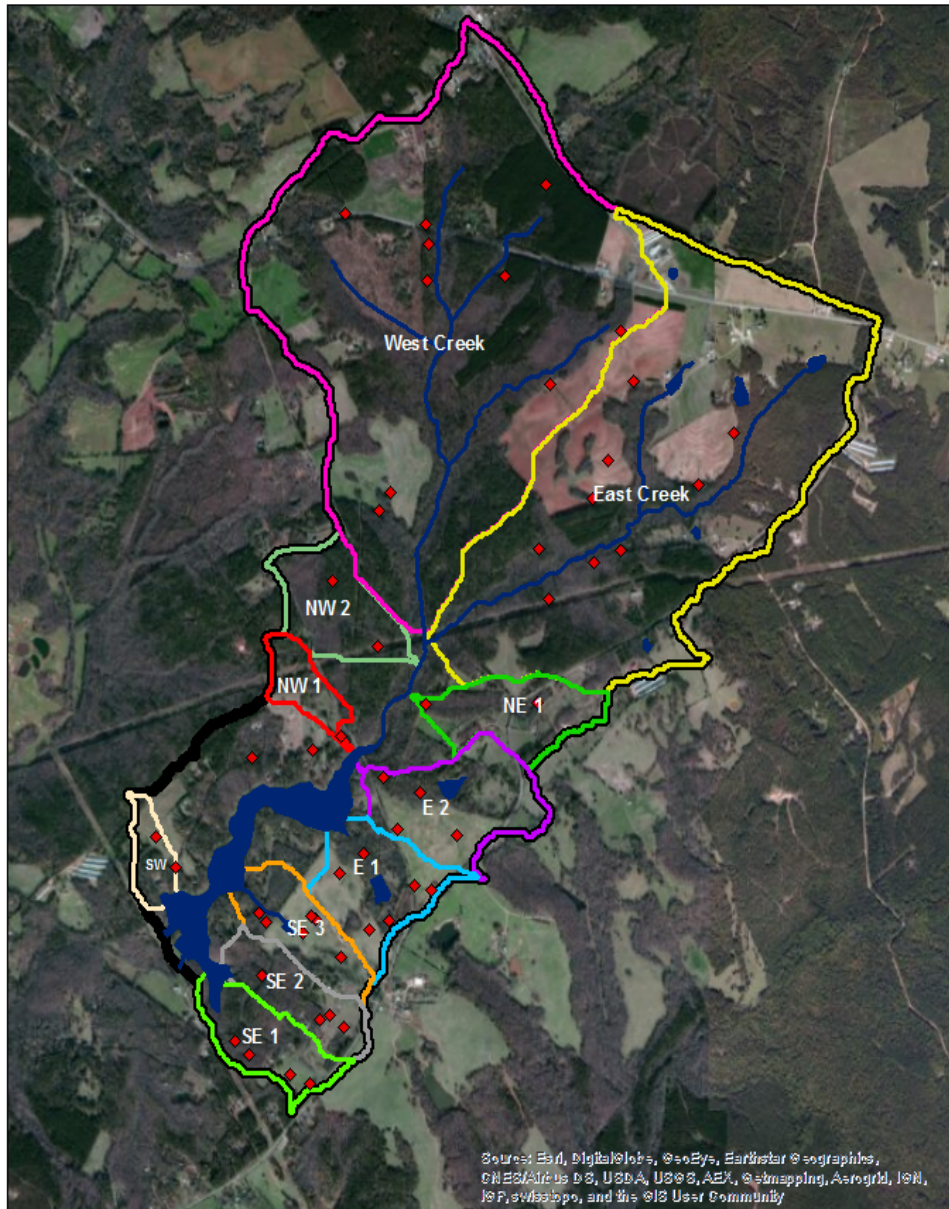 West Creek
East Creek
NW 2
NW 1
NE 1
E 2
SW
E 1
SE 3
SE 2
SE 1
Source: Esri, DigitalGlobe, GeoEye, Earthstar Geographics,
CNES/Airbus DS, USDA, USGS, AEX, Getmapping, Aerogrid, IGN,
IGP, swisstopo, and the GIS User Community